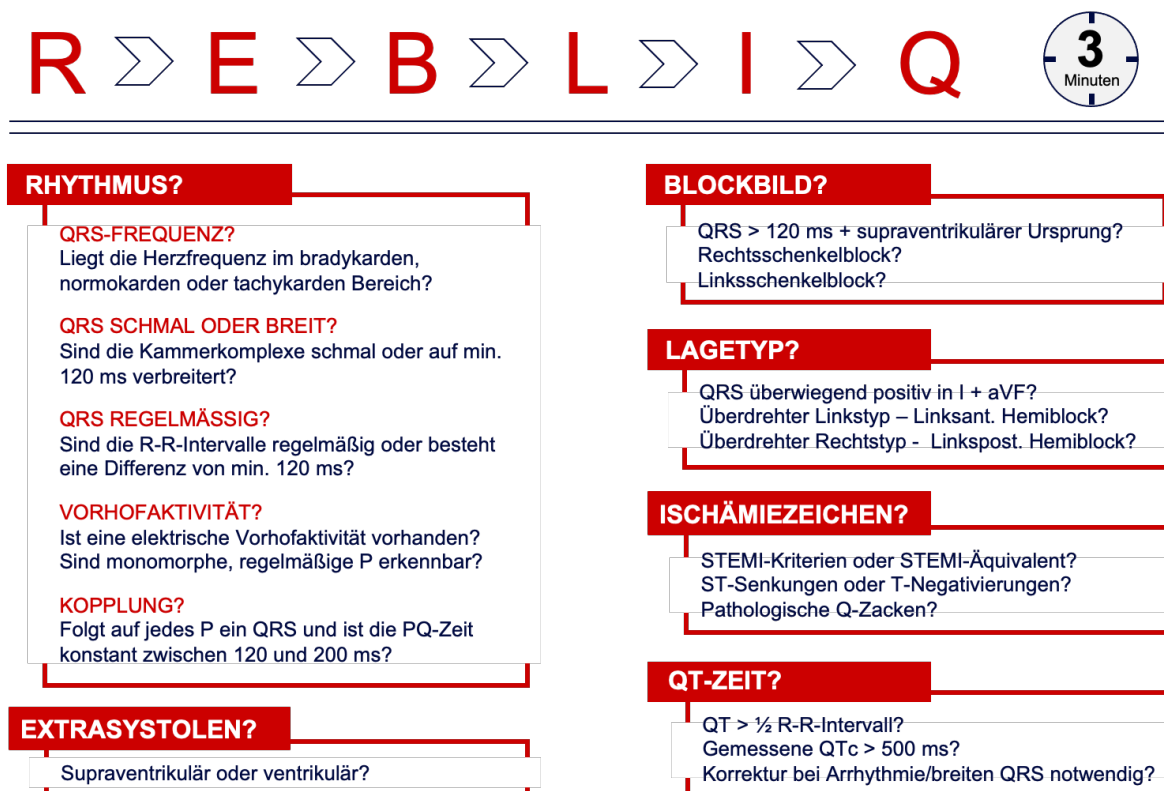 R E B L I Q
3
Minuten
RHYTHMUS?
QRS-FREQUENZ?
Liegt die Herzfrequenz im bradykarden,
normokarden oder tachykarden Bereich?
QRS SCHMAL ODER BREIT?
Sind die Kammerkomplexe schmal oder auf min.
120 ms verbreitert?
QRS REGELMÄSSIG?
Sind die R-R-Intervalle regelmäßig oder besteht
eine Differenz von min. 120 ms?
VORHOFAKTIVITÄT?
Ist eine elektrische Vorhofaktivität vorhanden?
Sind monomorphe, regelmäßige P erkennbar?
KOPPLUNG?
Folgt auf jedes P ein QRS und ist die PQ-Zeit
konstant zwischen 120 und 200 ms?
EXTRASYSTOLEN?
Supraventrikulär oder ventrikulär?
BLOCKBILD?
QRS > 120 ms + supraventrikulärer Ursprung?
Rechtsschenkelblock?
Linksschenkelblock?
LAGETYP?
QRS überwiegend positiv in I + aVF?
Überdrehter Linkstyp – Linksant. Hemiblock?
Überdrehter Rechtstyp - Linkspost. Hemiblock?
ISCHÄMIEZEICHEN?
STEMI-Kriterien oder STEMI-Äquivalent?
ST-Senkungen oder T-Negativierungen?
Pathologische Q-Zacken?
QT-ZEIT?
QT > ½ R-R-Intervall?
Gemessene QTc > 500 ms?
Korrektur bei Arrhythmie/breiten QRS notwendig?